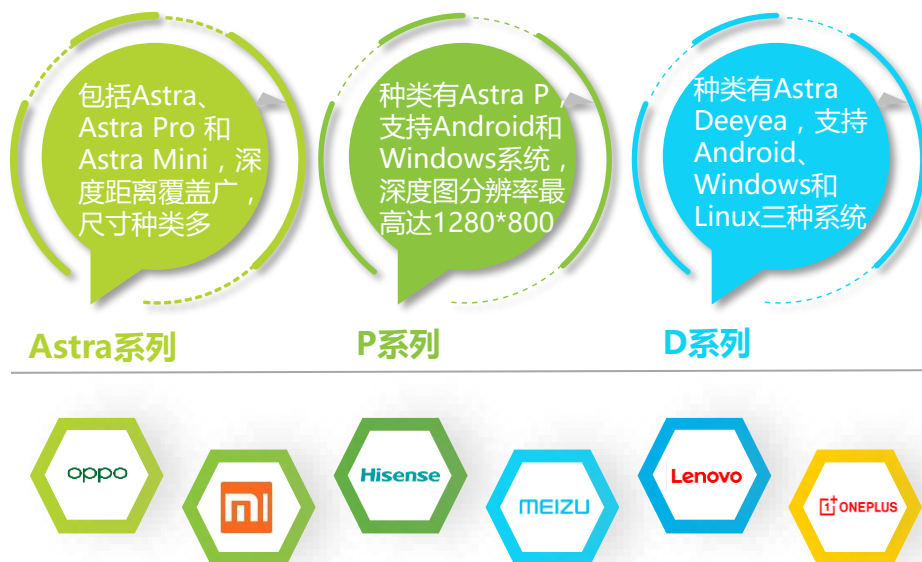 包括Astra、
Astra Pro 和
Astra Mini，深
度距离覆盖广，
尺寸种类多
种类有Astra P，
支持Android和
Windows系统，
深度图分辨率最
高达1280*800
种类有Astra
Deeyea，支持
Android、
Windows和
Linux三种系统
Astra系列
P系列
D系列
oppo
mi
Hisense
MEIZU
Lenovo
1+ ONEPLUS